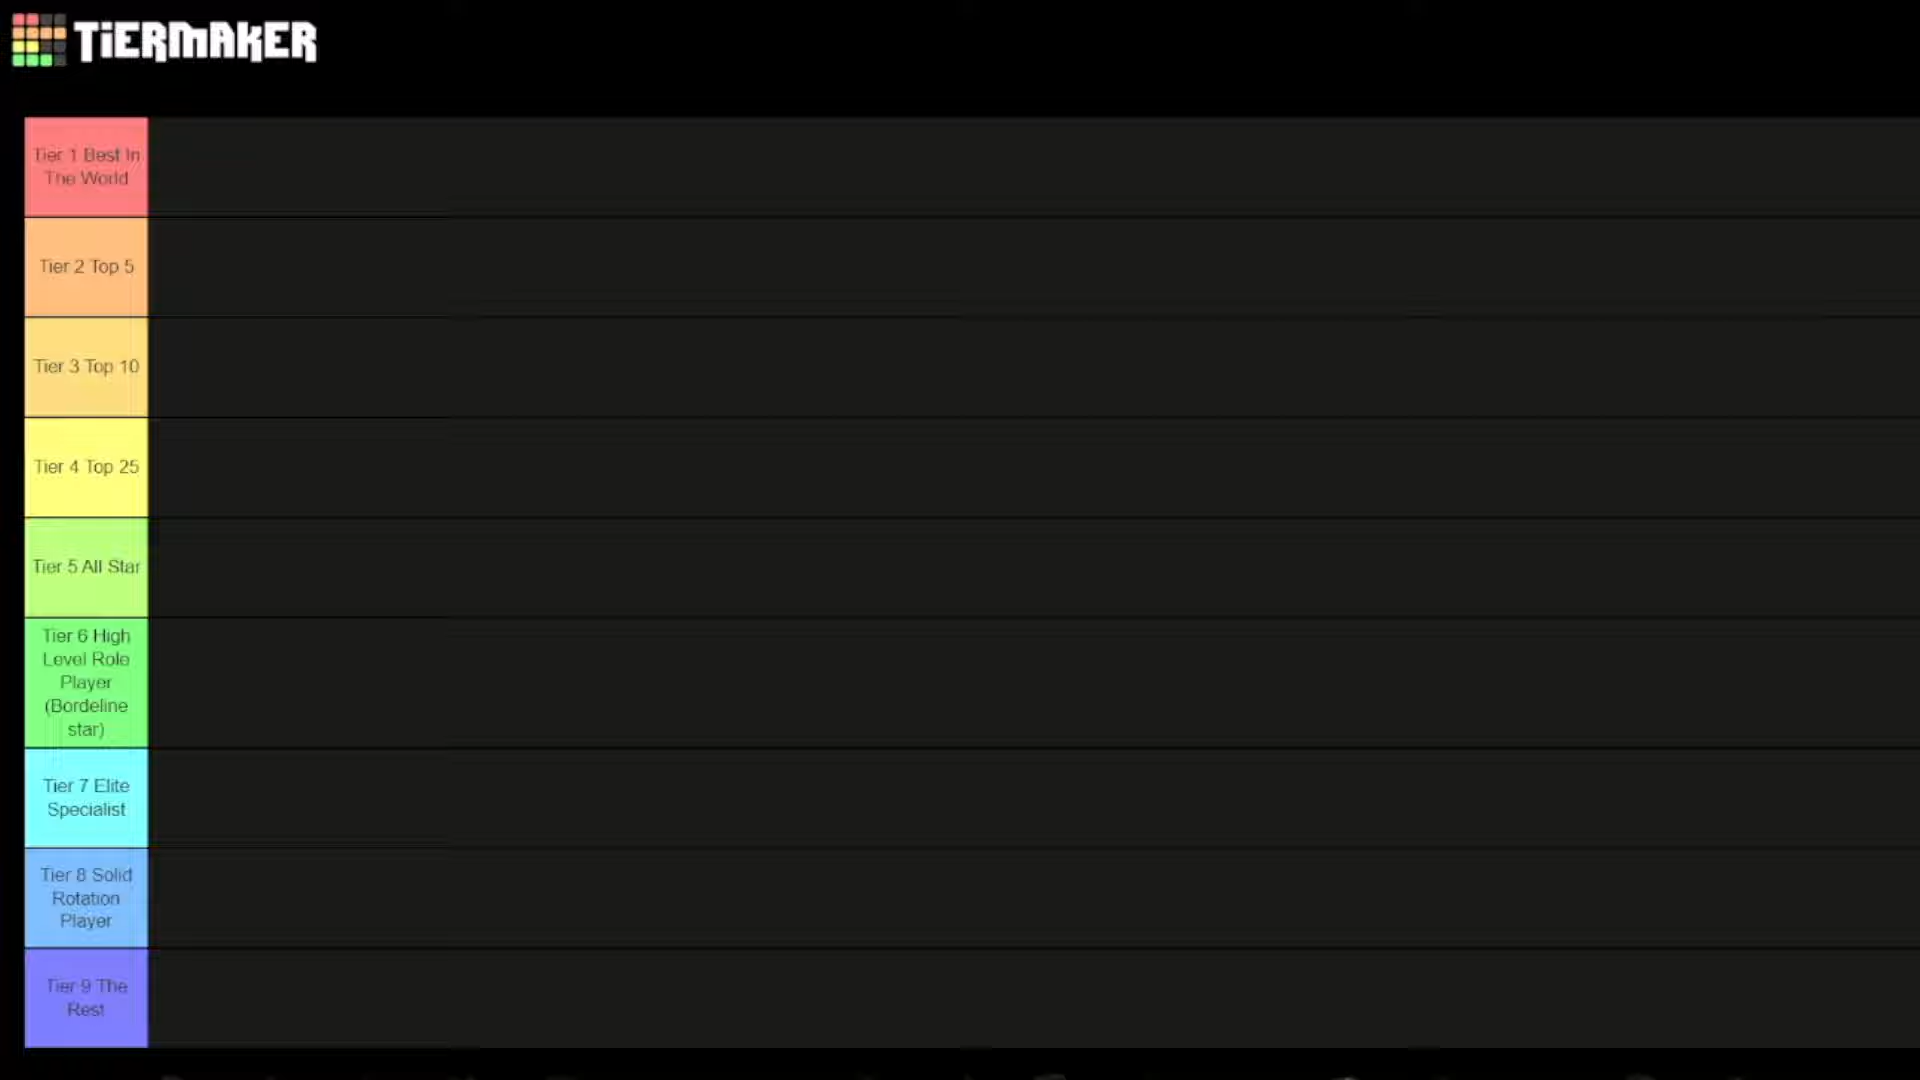 TiERMAKER
Tier 1 Best In
The World
Tier 2 Top 5
Tier 3 Top 10
Tier 4 Top 25
Tier 5 All Star
Tier 6 High
Level Role
Player
(Bordeline
star)
Tier 7 Elite
Specialist
Tier 8 Solid
Rotation
Player
Tier 9 The
Rest